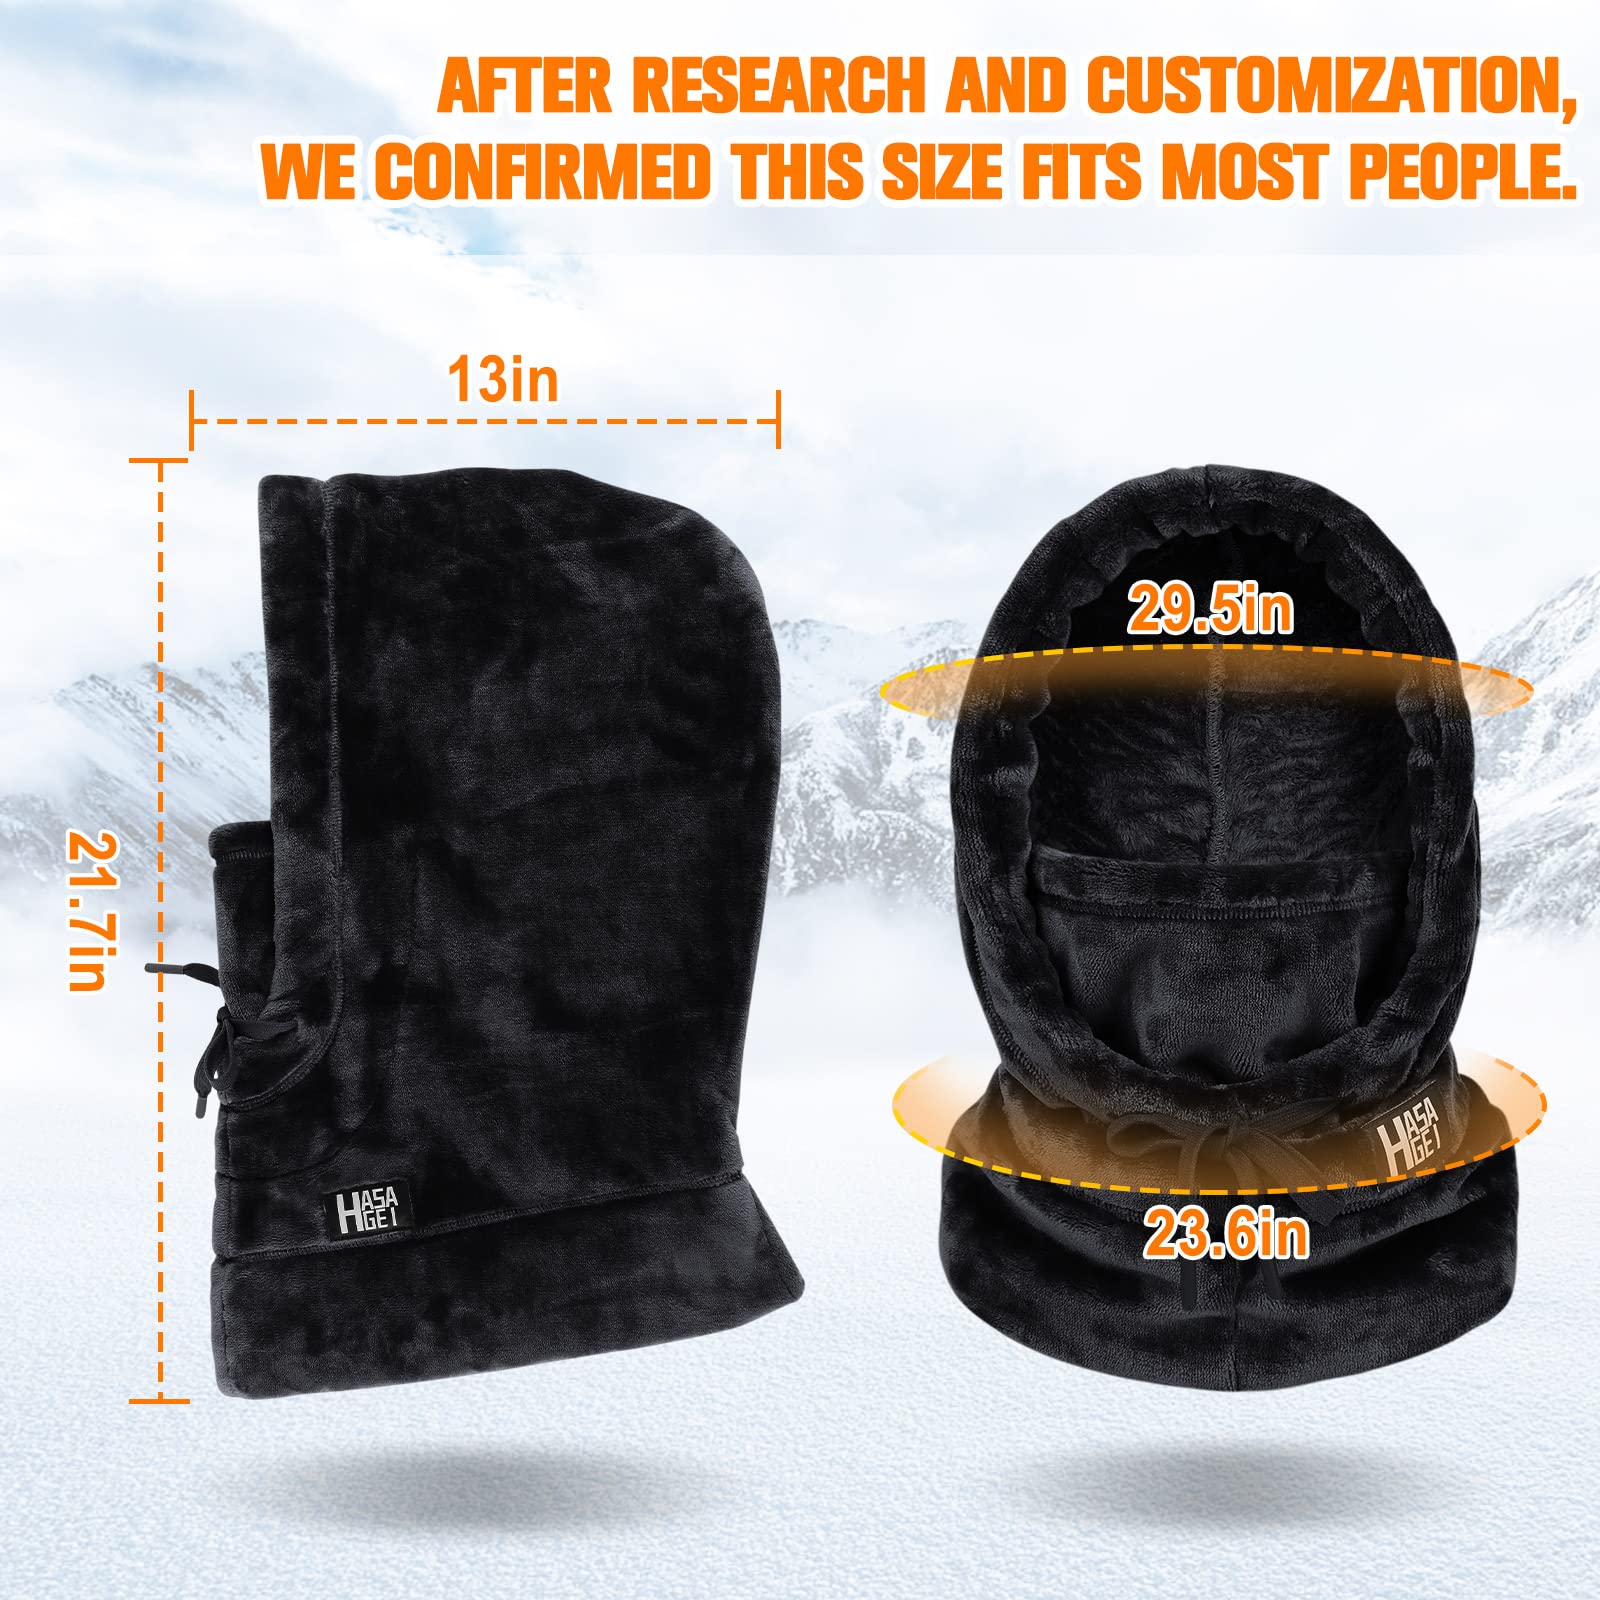 AFTER RESEARCH AND CUSTOMIZATION,
WE CONFIRMED THIS SIZE FITS MOST PEOPLE.
13in
21.7in
29.5in
23.6in
HASA
GEI
HASA
GEI